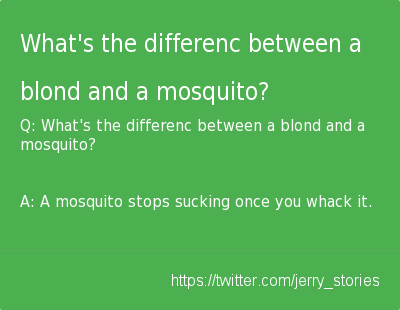 What's the differenc between a
blond and a mosquito?
Q: What's the differenc between a blond and a
mosquito?
A: A mosquito stops sucking once you whack it.
https://twitter.com/jerry_stories